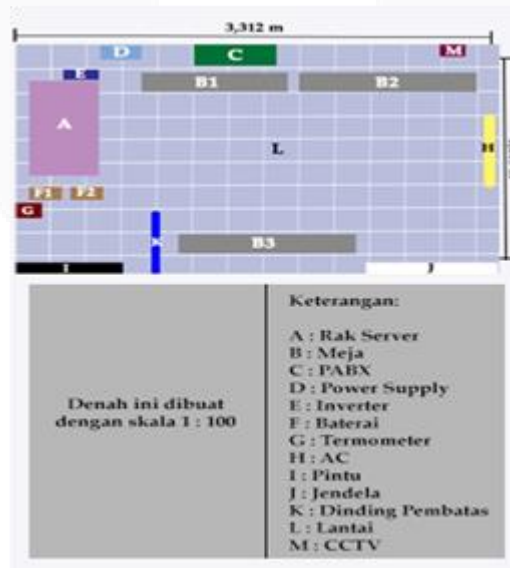 3,312 m
D
C
M
E
B1
B2
A
L
H
F1
F2
G
K
B3
I
J
Denah ini dibuat
dengan skala 1 : 100
Keterangan:
A : Rak Server
B : Meja
C : PABX
D : Power Supply
E : Inverter
F : Baterai
G : Termometer
H : AC
I : Pintu
J : Jendela
K : Dinding Pembatas
L : Lantai
M : CCTV